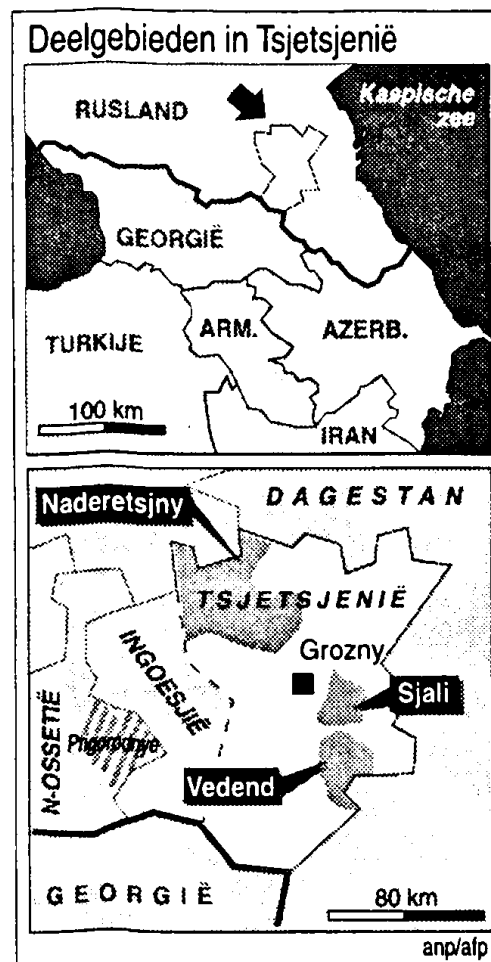 Deelgebieden in Tsjetsjenië
Kaspische
zee
RUSLAND
GEORGIË
TURKIJE
ARM.
AZERB.
100 km
IRAN
Naderetsjny
DAGESTAN
TSJETSJENIË
INGOESJIË
Grozny
Sjali
N-OSSETIË
Prigorodnye
Vedend
GEORGIË
80 km
anp/afp